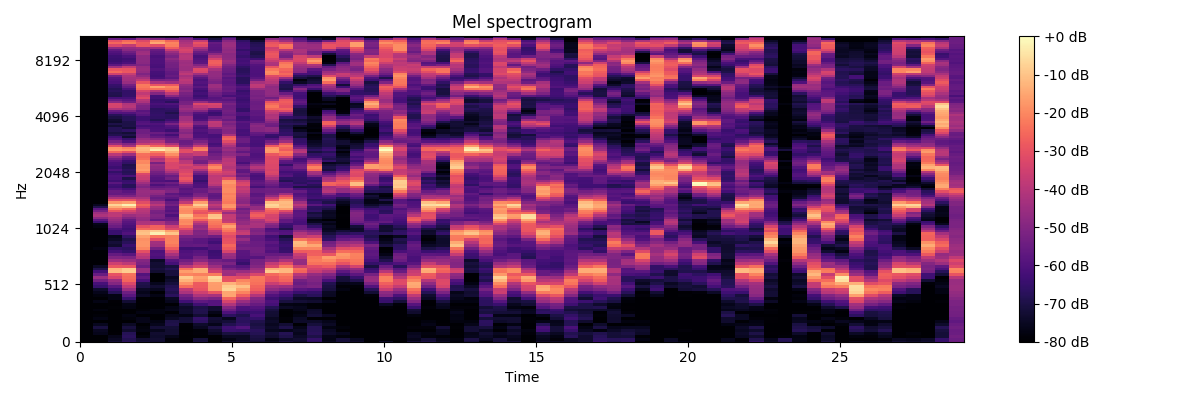 Mel spectrogram
8192
4096
2048
1024
512
0
Hz
0 5 10 15 20 25
Time
+0 dB
-10 dB
-20 dB
-30 dB
-40 dB
-50 dB
-60 dB
-70 dB
-80 dB